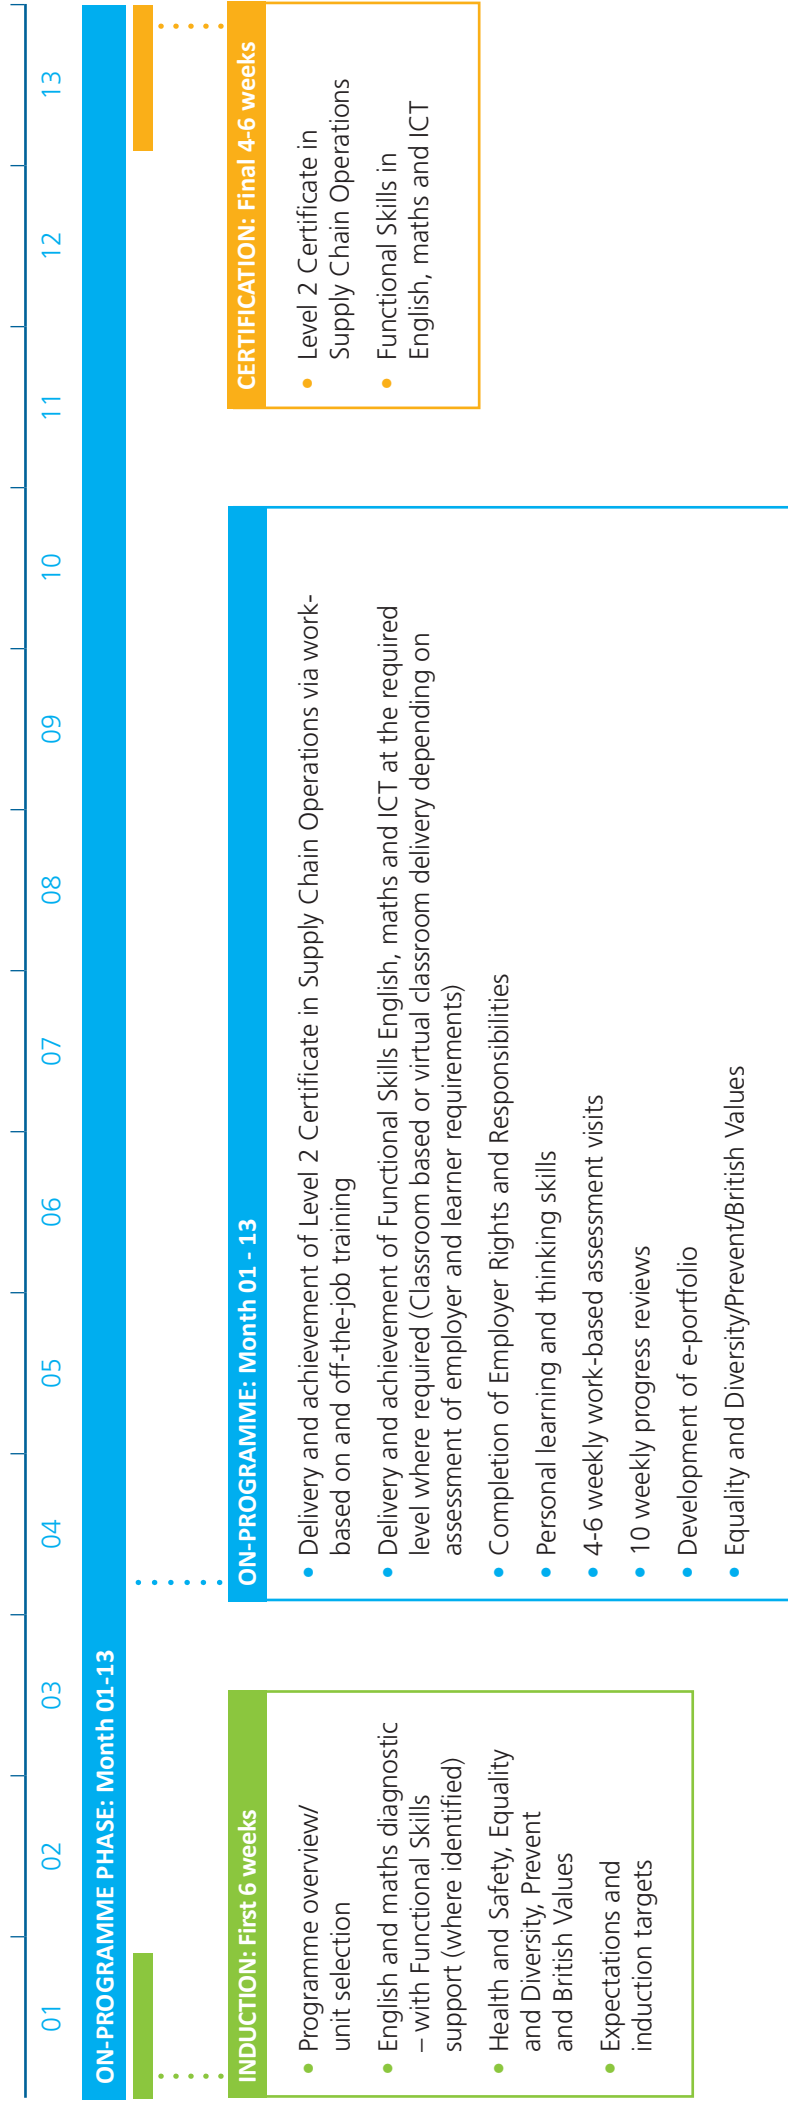 01 02 03 04 05 06 07 08 09 10 11 12 13
ON-PROGRAMME PHASE: Month 01-13
INDUCTION: First 6 weeks
• Programme overview/
unit selection
• English and maths diagnostic
– with Functional Skills
support (where identified)
• Health and Safety, Equality
and Diversity, Prevent
and British Values
• Expectations and
induction targets
ON-PROGRAMME: Month 01 - 13
• Delivery and achievement of Level 2 Certificate in Supply Chain Operations via work-
based on and off-the-job training
• Delivery and achievement of Functional Skills English, maths and ICT at the required
level where required (Classroom based or virtual classroom delivery depending on
assessment of employer and learner requirements)
• Completion of Employer Rights and Responsibilities
• Personal learning and thinking skills
• 4-6 weekly work-based assessment visits
• 10 weekly progress reviews
• Development of e-portfolio
• Equality and Diversity/Prevent/British Values
CERTIFICATION: Final 4-6 weeks
• Level 2 Certificate in
Supply Chain Operations
• Functional Skills in
English, maths and ICT